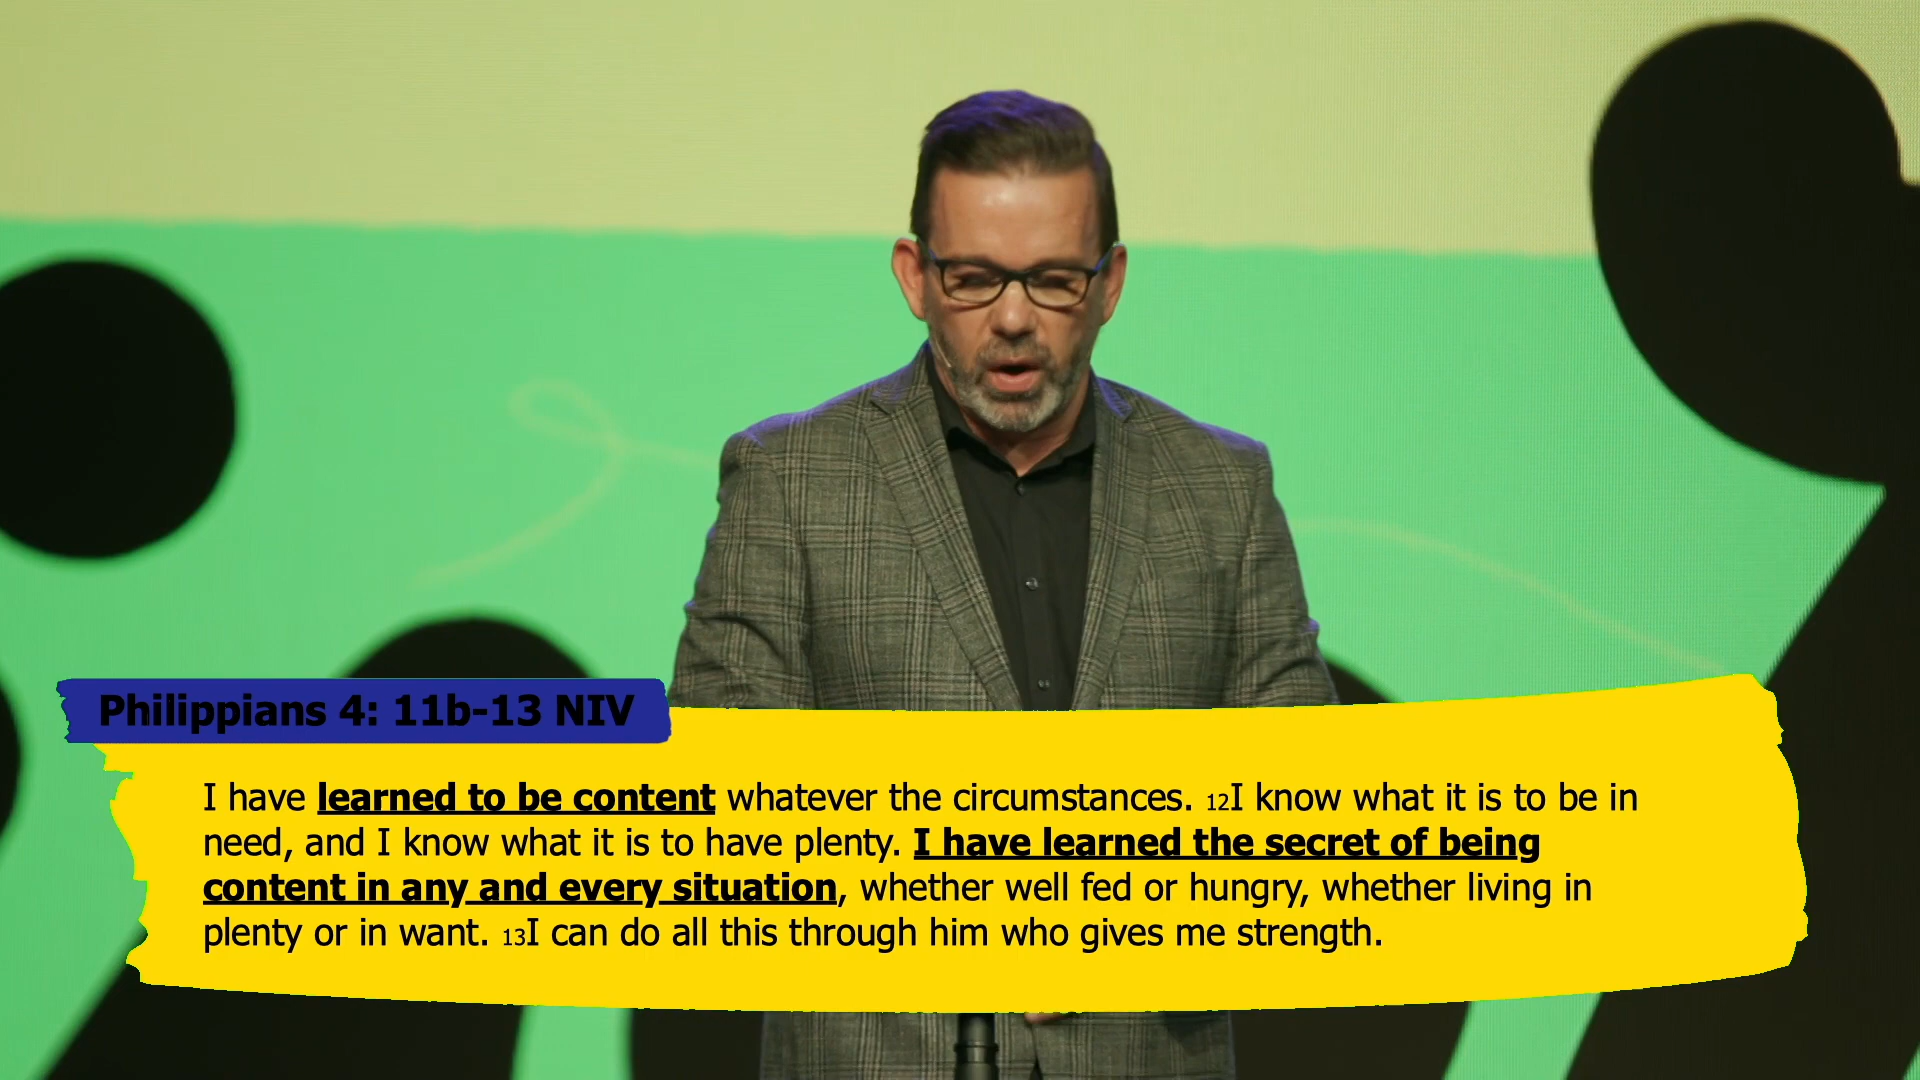 Philippians 4: 11b-13 NIV
I have learned to be content whatever the circumstances. 12I know what it is to be in
need, and I know what it is to have plenty. I have learned the secret of being
content in any and every situation, whether well fed or hungry, whether living in
plenty or in want. 13I can do all this through him who gives me strength.